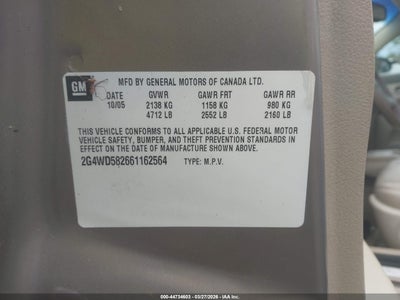 GM
MFD BY GENERAL MOTORS OF CANADA LTD.
DATE GVWR GAWR FRT GAWR RR
10/05 2138 KG 1158 KG 980 KG
4712 LB 2552 LB 2160 LB
THIS VEHICLE CONFORMS TO ALL APPLICABLE U.S. FEDERAL MOTOR
VEHICLE SAFETY, BUMPER, AND THEFT PREVENTION STANDARDS
IN EFFECT ON THE DATE OF MANUFACTURE SHOWN ABOVE.
2G4WD582661162564 TYPE: M.P.V.
000-44734603 | 03/27/2026 | IAA, Inc.